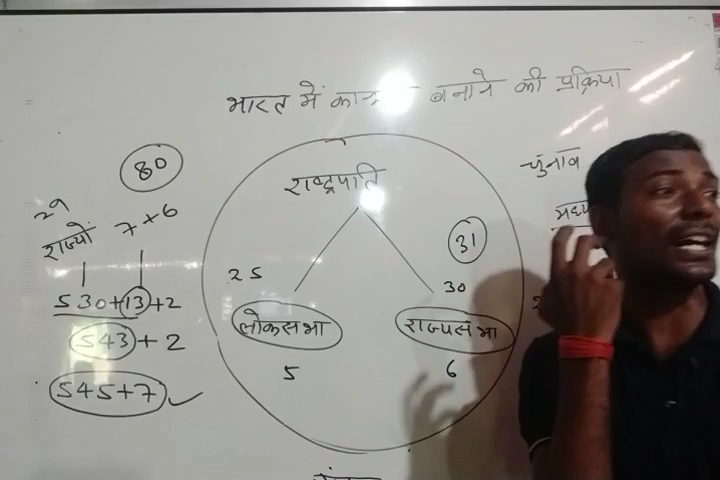 भारत में कानून बनाने की प्रक्रिया
80
राष्ट्रपति
चुनाव
29
राज्यों 7+6
31
25
30
530+13+2
लोकसभा
राज्यसभा
543+2
5
6
545+7